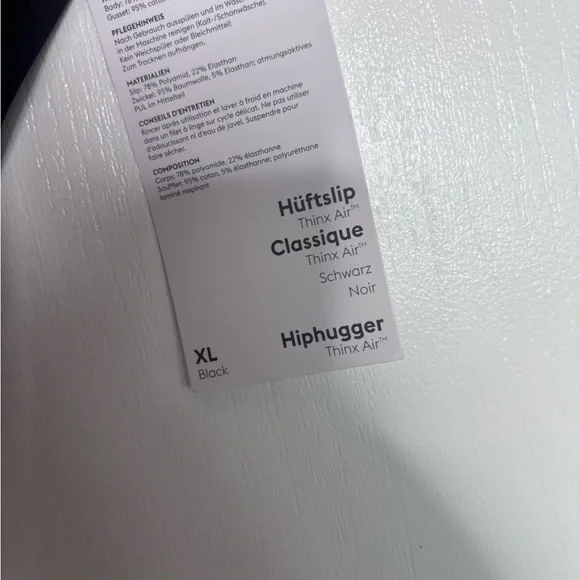 Body: 78%
Gusset: 95% cotton
PFLEGEHINWEIS
Nach Gebrauch ausspülen und im
in der Maschine reinigen (Kalt-/Schonwäsche).
Kein Weichspüler oder Bleichmittel!
Zum Trocknen aufhängen.
MATERIALIEN
Slip: 78% Polyamid, 22% Elasthan
Zwickel: 95% Baumwolle, 5% Elasthan; atmungsaktives
PUL im Mittelteil
CONSEILS D'ENTRETIEN
Rincer après utilisation et laver à froid en machine
dans un filet à linge sur cycle délicat. Ne pas utiliser
d'adoucissant ni d'eau de javel. Suspendre pour
faire sécher.
COMPOSITION
Corps: 78% polyamide, 22% élasthanne
Soufflet: 95% coton, 5% élasthanne; polyuréthane
laminé respirant
Hüftslip
Thinx Air™
Classique
Thinx Air™
Schwarz
Noir
Hiphugger
Thinx Air™
XL
Black